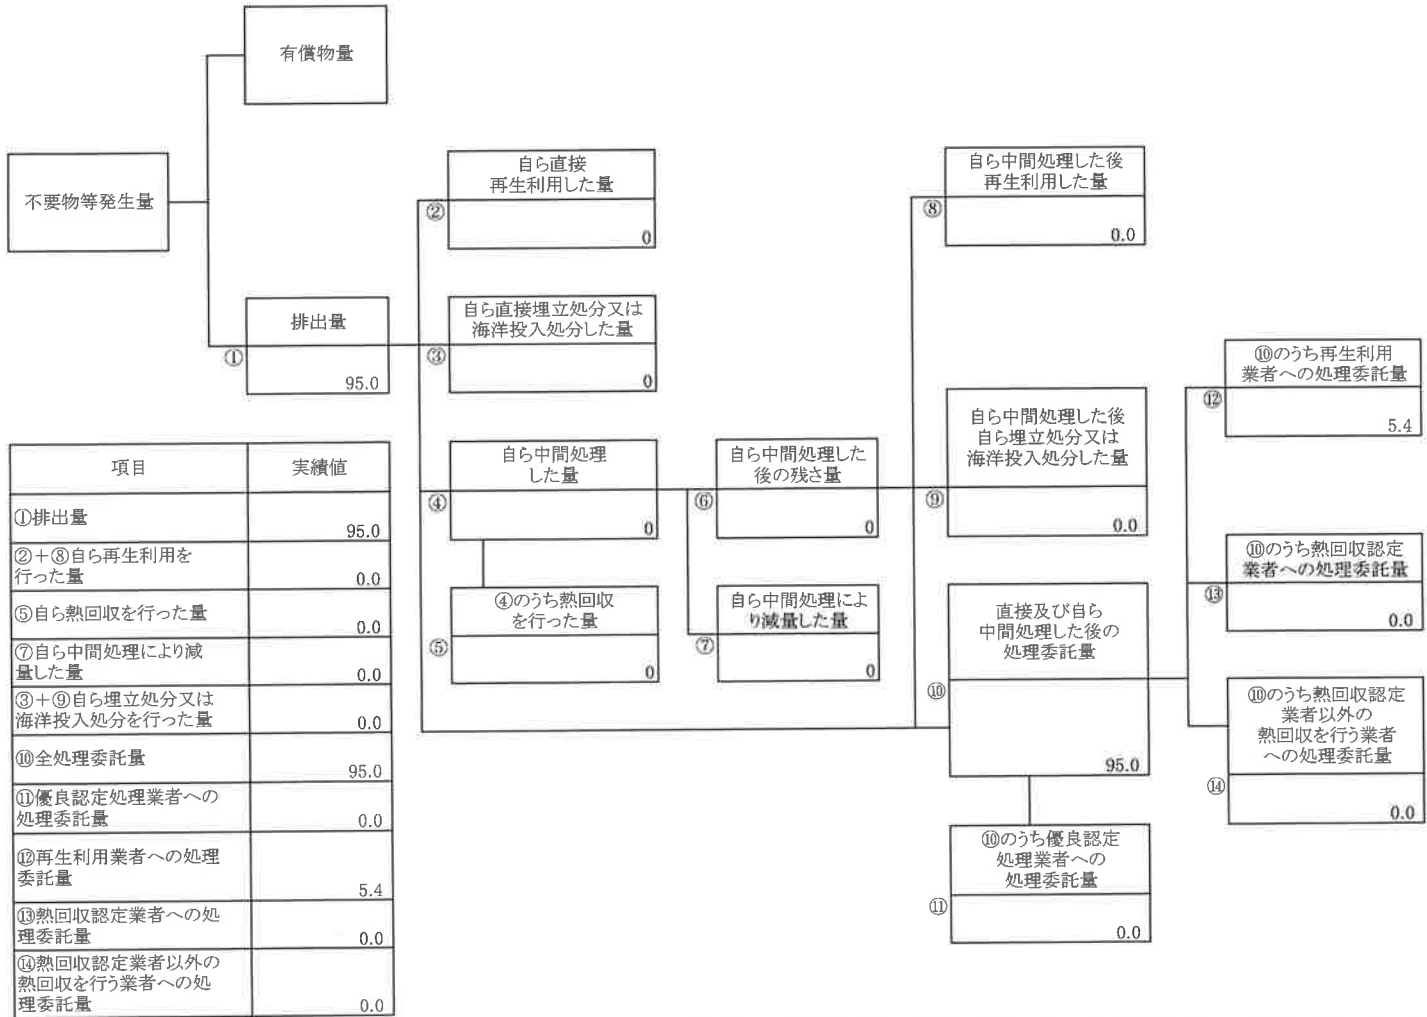 有償物量
不要物等発生量
排出量
①
95.0
自ら直接
再生利用した量
②
0
自ら直接埋立処分又は
海洋投入処分した量
③
0
自ら中間処理
した量
④
0
④のうち熱回収
を行った量
⑤
0
自ら中間処理した
後の残さ量
⑥
0
自ら中間処理によ
り減量した量
⑦
0
自ら中間処理した後
再生利用した量
⑧
0.0
自ら中間処理した後
自ら埋立処分又は
海洋投入処分した量
⑨
0.0
直接及び自ら
中間処理した後の
処理委託量
⑩
95.0
⑩のうち優良認定
処理業者への
処理委託量
⑪
0.0
⑩のうち再生利用
業者への処理委託量
⑫
5.4
⑩のうち熱回収認定
業者への処理委託量
⑬
0.0
⑩のうち熱回収認定
業者以外の
熱回収を行う業者
への処理委託量
⑭
0.0
項目 実績値
①排出量
95.0
②+⑧自ら再生利用を
行った量 0.0
⑤自ら熱回収を行った量
0.0
⑦自ら中間処理により減
量した量 0.0
③+⑨自ら埋立処分又は
海洋投入処分を行った量 0.0
⑩全処理委託量
95.0
⑪優良認定処理業者への
処理委託量 0.0
⑫再生利用業者への処理
委託量 5.4
⑬熱回収認定業者への処
理委託量 0.0
⑭熱回収認定業者以外の
熱回収を行う業者への処
理委託量 0.0